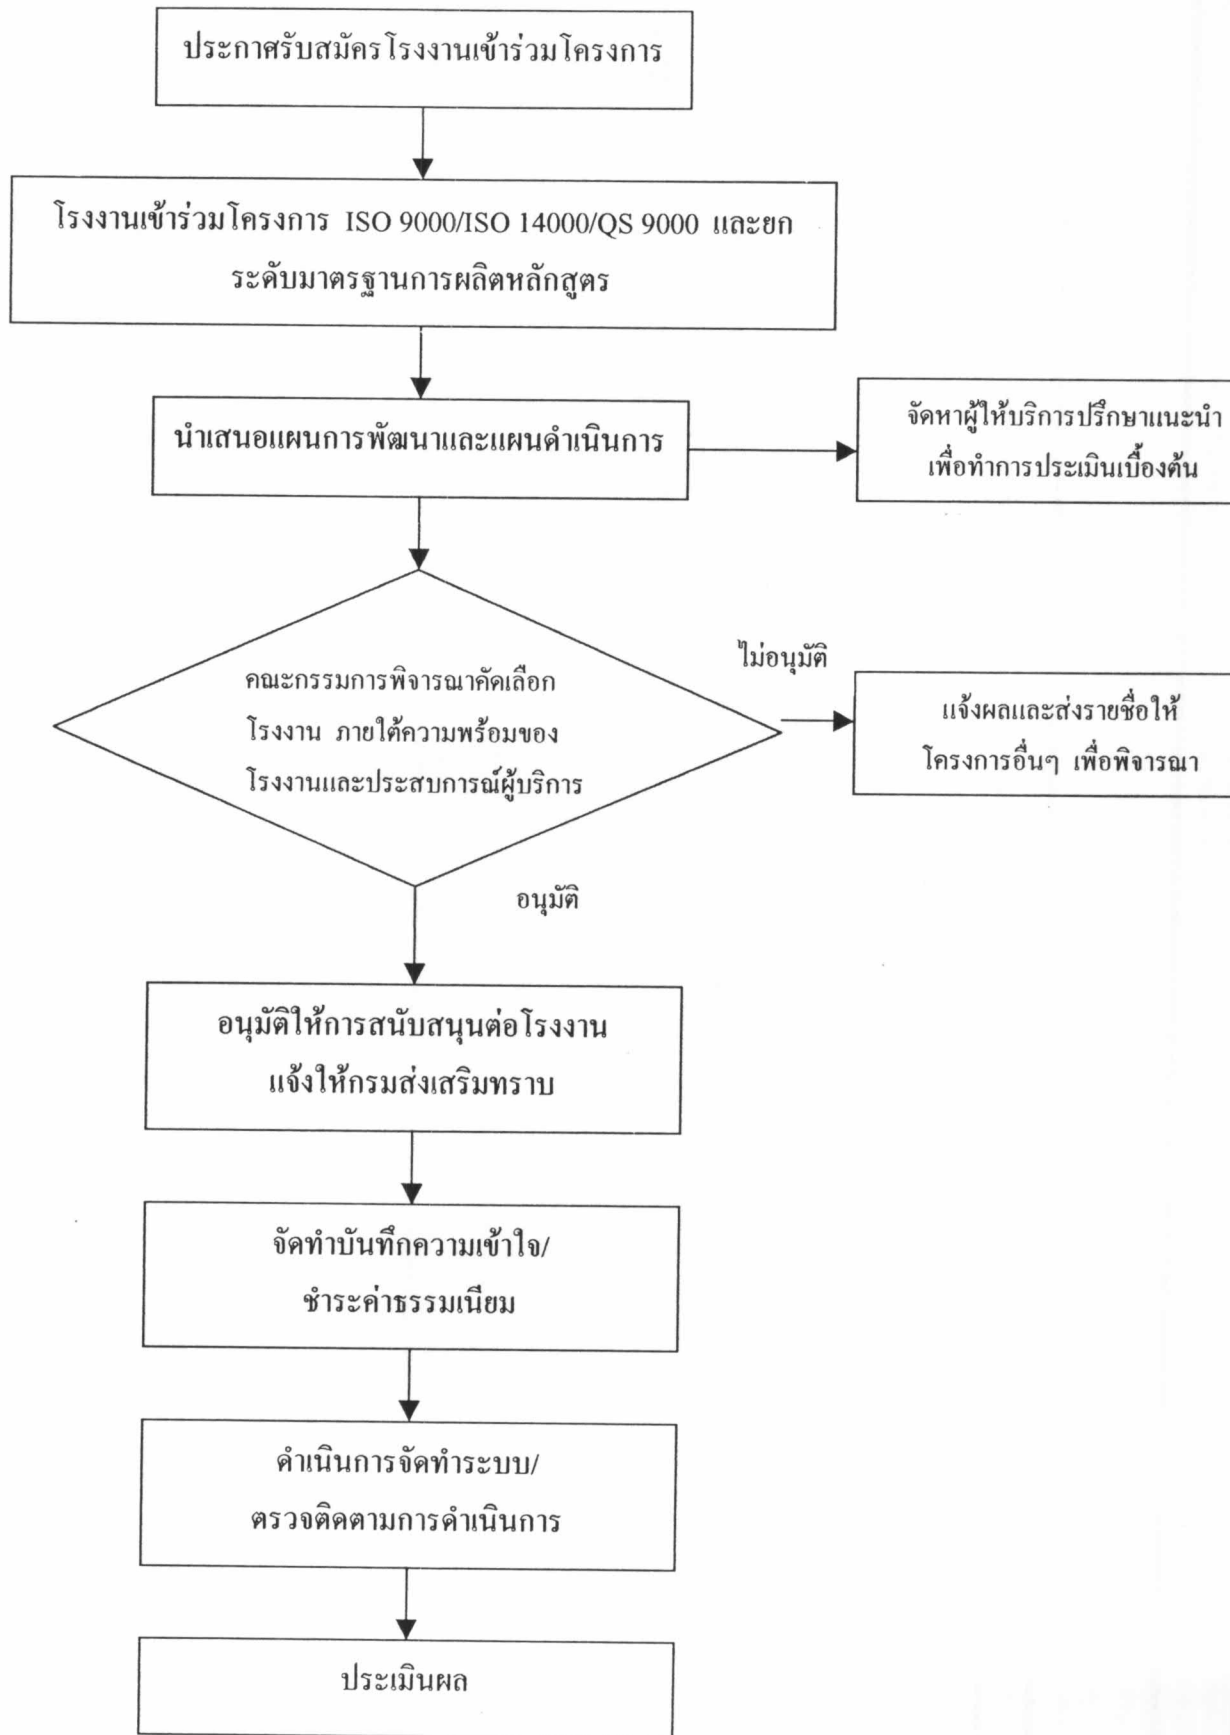 ประกาศรับสมัครโรงงานเข้าร่วมโครงการ
โรงงานเข้าร่วมโครงการ ISO 9000/ISO 14000/QS 9000 และยก
ระดับมาตรฐานการผลิตหลักสูตร
นำเสนอแผนการพัฒนาและแผนดำเนินการ
จัดหาผู้ให้บริการปรึกษาแนะนำ
เพื่อทำการประเมินเบื้องต้น
คณะกรรมการพิจารณาคัดเลือก
โรงงาน ภายใต้ความพร้อมของ
โรงงานและประสบการณ์ผู้บริการ
ไม่อนุมัติ
แจ้งผลและส่งรายชื่อให้
โครงการอื่นๆ เพื่อพิจารณา
อนุมัติ
อนุมัติให้การสนับสนุนต่อโรงงาน
แจ้งให้กรมส่งเสริมทราบ
จัดทำบันทึกความเข้าใจ/
ชำระค่าธรรมเนียม
ดำเนินการจัดทำระบบ/
ตรวจติดตามการดำเนินการ
ประเมินผล